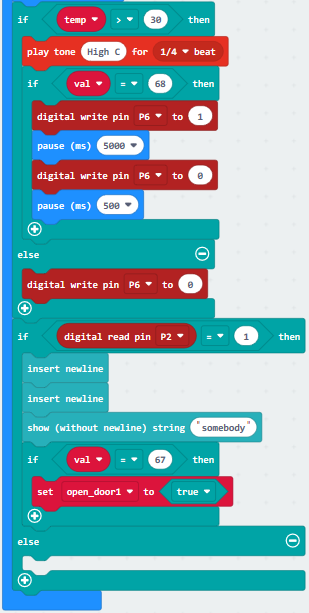 if temp > 30 then
play tone High C for 1/4 beat
if val = 68 then
digital write pin P6 to 1
pause (ms) 5000
digital write pin P6 to 0
pause (ms) 500
else
digital write pin P6 to 0
if digital read pin P2 = 1 then
insert newline
insert newline
show (without newline) string "somebody"
if val = 67 then
set open_door1 to true
else